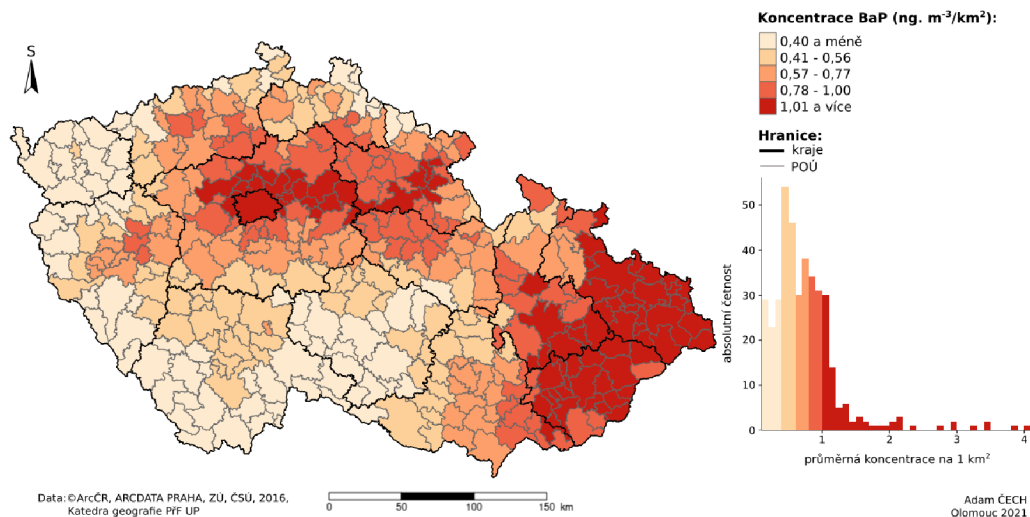 Koncentrace BaP (ng. m⁻³/km²):
0,40 a méně
0,41 - 0,56
0,57 - 0,77
0,78 - 1,00
1,01 a více
Hranice:
kraje
POÚ
S
50
40
30
20
10
0
absolutní četnost
1 2 3 4
průměrná koncentrace na 1 km²
Data:©ArcČR, ARCDATA PRAHA, ZÚ, ČSÚ, 2016,
Katedra geografie PřF UP
0 50 100 150 km
Adam ČECH
Olomouc 2021